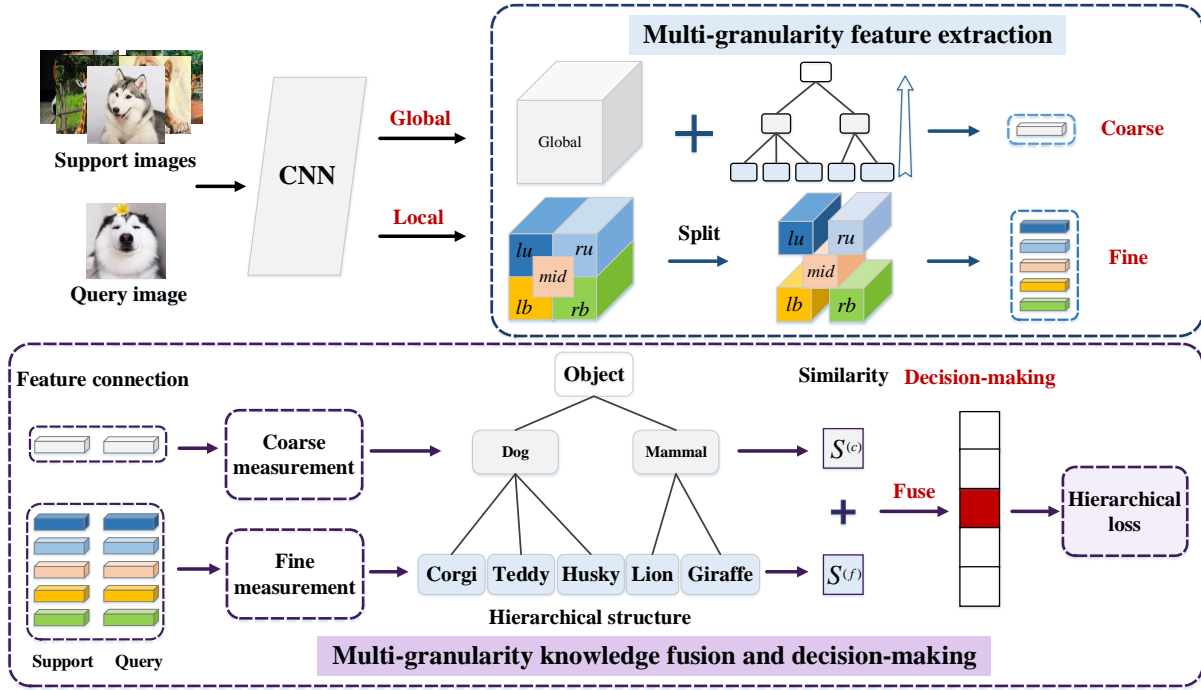 Multi-granularity feature extraction
Support images
Query image
CNN
Global
Local
Global
Coarse
lu
ru
mid
lb
rb
Split
lu
ru
mid
lb
rb
Fine
Feature connection
Object
Similarity
Decision-making
Coarse
measurement
Dog
Mammal
S(c)
Fuse
Hierarchical
loss
Fine
measurement
Corgi
Teddy
Husky
Lion
Giraffe
S(f)
Hierarchical structure
Support
Query
Multi-granularity knowledge fusion and decision-making